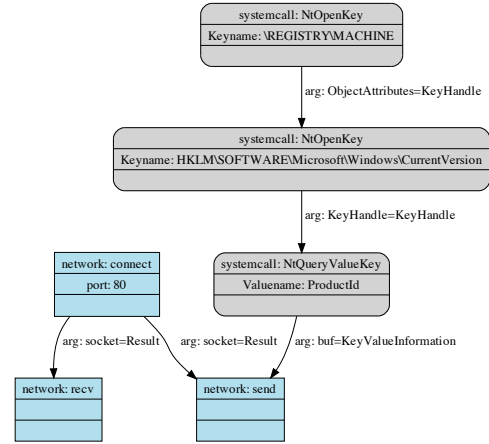 systemcall: NtOpenKey
Keyname: \REGISTRY\MACHINE
arg: ObjectAttributes=KeyHandle
systemcall: NtOpenKey
Keyname: HKLM\SOFTWARE\Microsoft\Windows\CurrentVersion
arg: KeyHandle=KeyHandle
network: connect
port: 80
systemcall: NtQueryValueKey
Valuename: ProductId
arg: socket=Result
arg: socket=Result
arg: buf=KeyValueInformation
network: recv
network: send